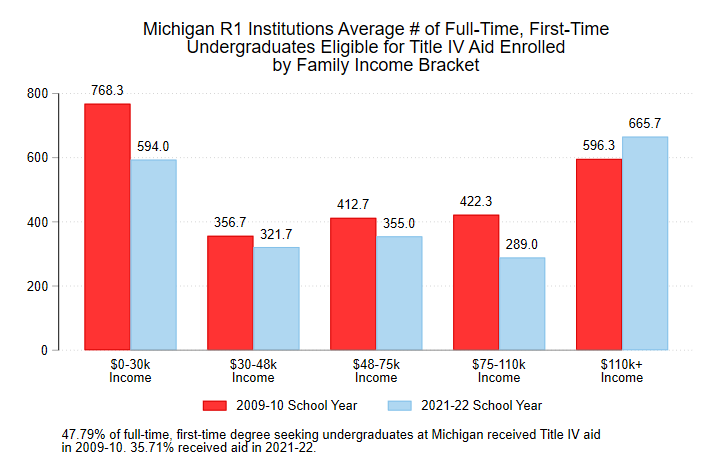 Michigan R1 Institutions Average # of Full-Time, First-Time
Undergraduates Eligible for Title IV Aid Enrolled
by Family Income Bracket
800
600
400
200
0
768.3
594.0
356.7
321.7
412.7
355.0
422.3
289.0
596.3
665.7
$0-30k
Income
$30-48k
Income
$48-75k
Income
$75-110k
Income
$110k+
Income
2009-10 School Year
2021-22 School Year
47.79% of full-time, first-time degree seeking undergraduates at Michigan received Title IV aid
in 2009-10. 35.71% received aid in 2021-22.